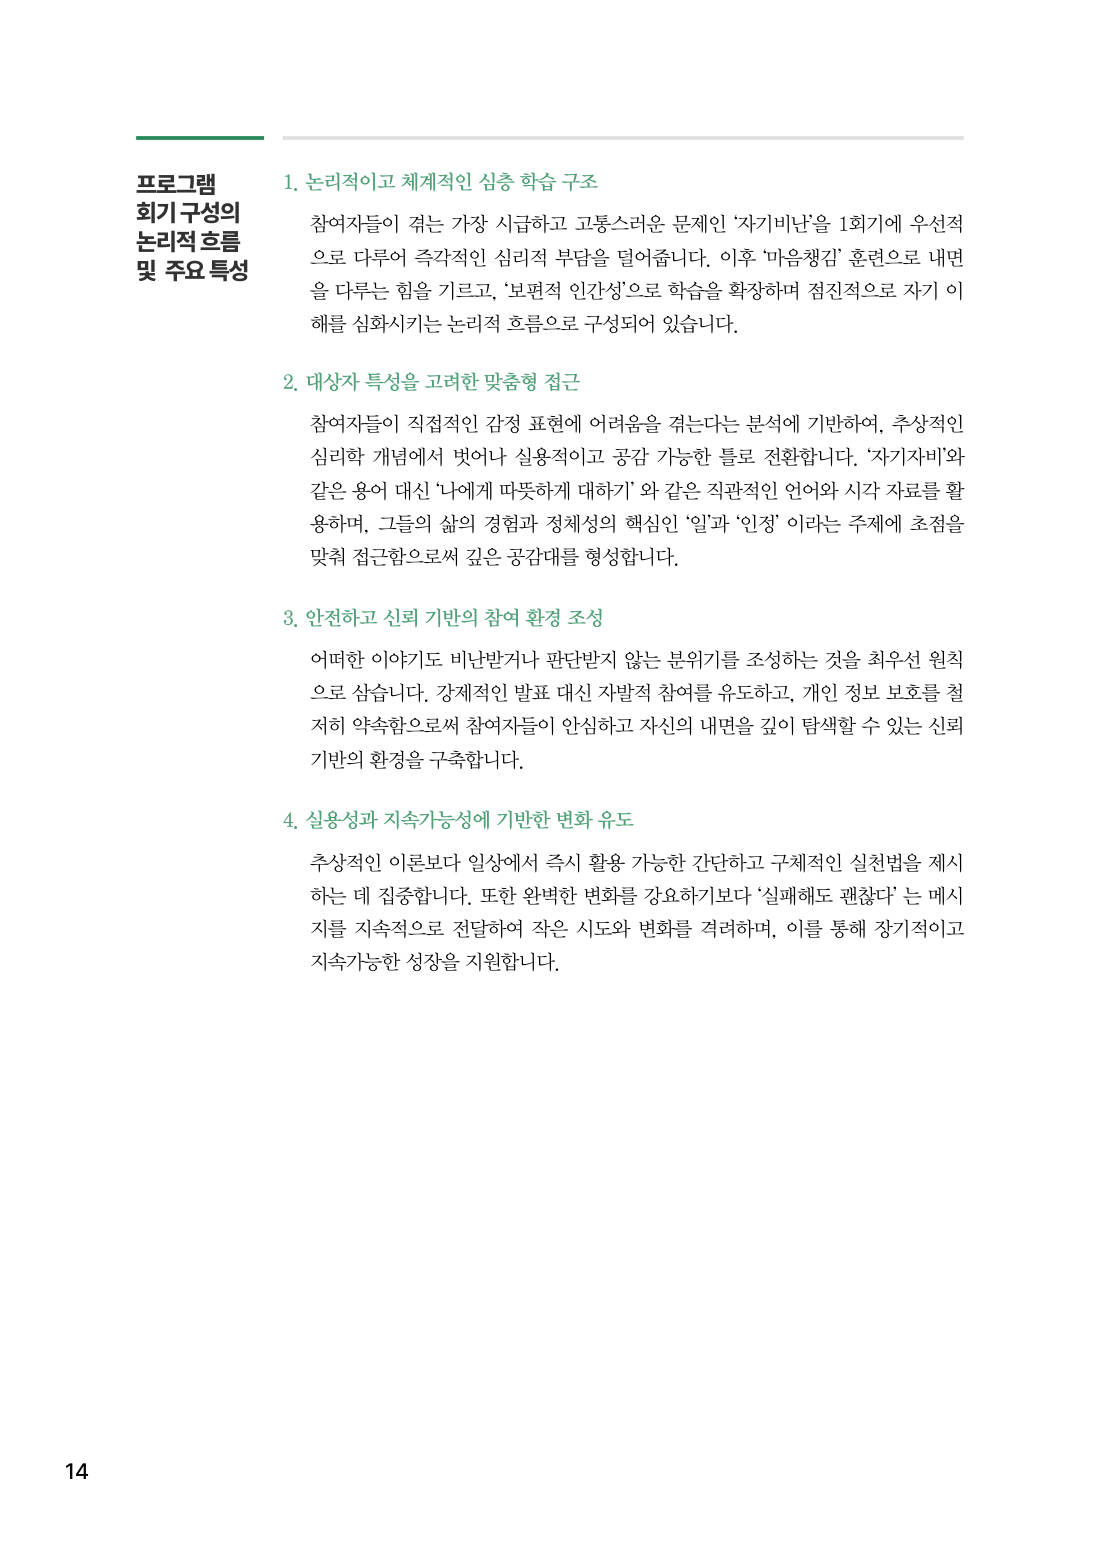 프로그램
회기 구성의
논리적 흐름
및 주요 특성
1. 논리적이고 체계적인 심층 학습 구조
참여자들이 겪는 가장 시급하고 고통스러운 문제인 ‘자기비난’을 1회기에 우선적
으로 다루어 즉각적인 심리적 부담을 덜어줍니다. 이후 ‘마음챙김’ 훈련으로 내면
을 다루는 힘을 기르고, ‘보편적 인간성’으로 학습을 확장하며 점진적으로 자기 이
해를 심화시키는 논리적 흐름으로 구성되어 있습니다.
2. 대상자 특성을 고려한 맞춤형 접근
참여자들이 직접적인 감정 표현에 어려움을 겪는다는 분석에 기반하여, 추상적인
심리학 개념에서 벗어나 실용적이고 공감 가능한 틀로 전환합니다. ‘자기자비’와
같은 용어 대신 ‘나에게 따뜻하게 대하기’ 와 같은 직관적인 언어와 시각 자료를 활
용하며, 그들의 삶의 경험과 정체성의 핵심인 ‘일’과 ‘인정’ 이라는 주제에 초점을
맞춰 접근함으로써 깊은 공감대를 형성합니다.
3. 안전하고 신뢰 기반의 참여 환경 조성
어떠한 이야기도 비난받거나 판단받지 않는 분위기를 조성하는 것을 최우선 원칙
으로 삼습니다. 강제적인 발표 대신 자발적 참여를 유도하고, 개인 정보 보호를 철
저히 약속함으로써 참여자들이 안심하고 자신의 내면을 깊이 탐색할 수 있는 신뢰
기반의 환경을 구축합니다.
4. 실용성과 지속가능성에 기반한 변화 유도
추상적인 이론보다 일상에서 즉시 활용 가능한 간단하고 구체적인 실천법을 제시
하는 데 집중합니다. 또한 완벽한 변화를 강요하기보다 ‘실패해도 괜찮다’ 는 메시
지를 지속적으로 전달하여 작은 시도와 변화를 격려하며, 이를 통해 장기적이고
지속가능한 성장을 지원합니다.
14